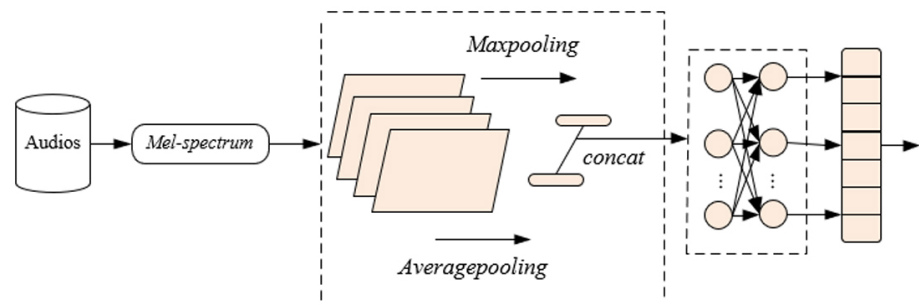 Maxpooling
Audios
Mel-spectrum
concat
Averagepooling